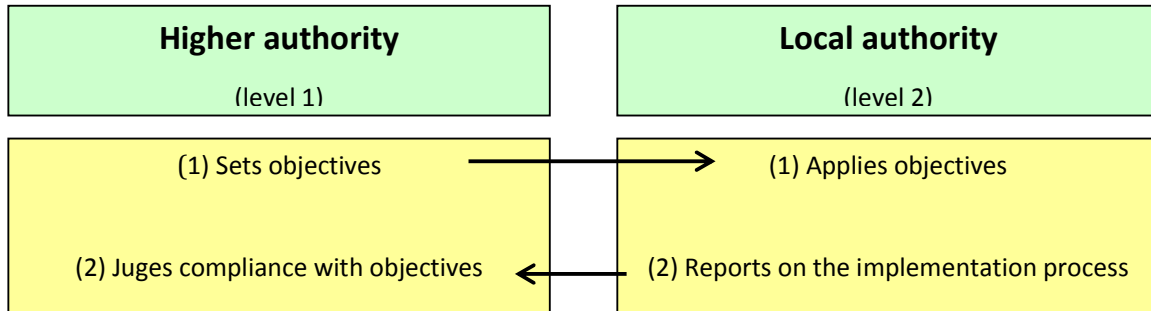 Higher authority
(level 1)
Local authority
(level 2)
(1) Sets objectives
(1) Applies objectives
(2) Juges compliance with objectives
(2) Reports on the implementation process